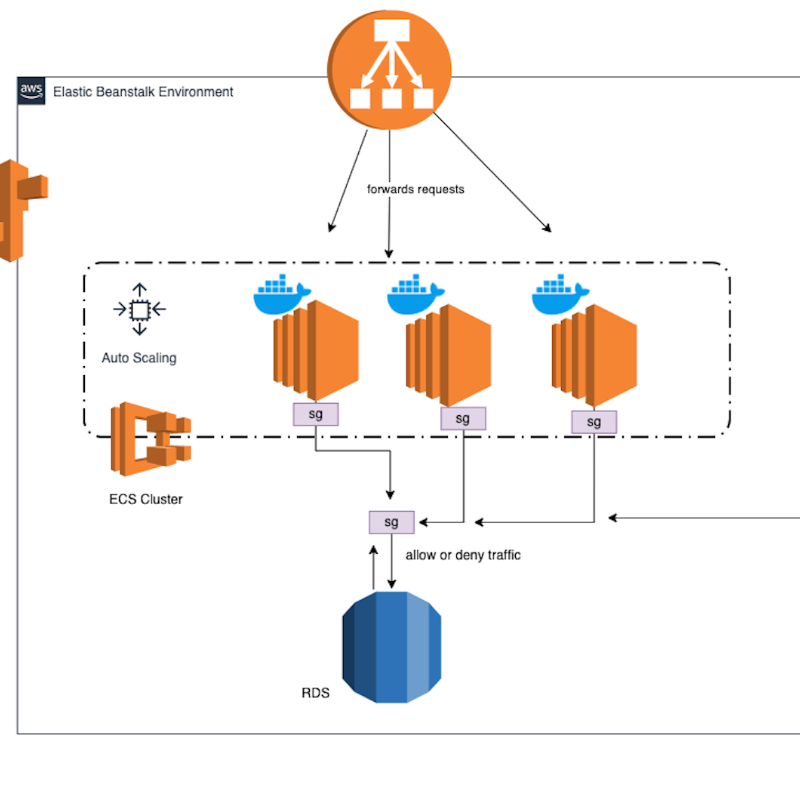 aws
Elastic Beanstalk Environment
forwards requests
Auto Scaling
sg
sg
sg
ECS Cluster
sg
allow or deny traffic
RDS